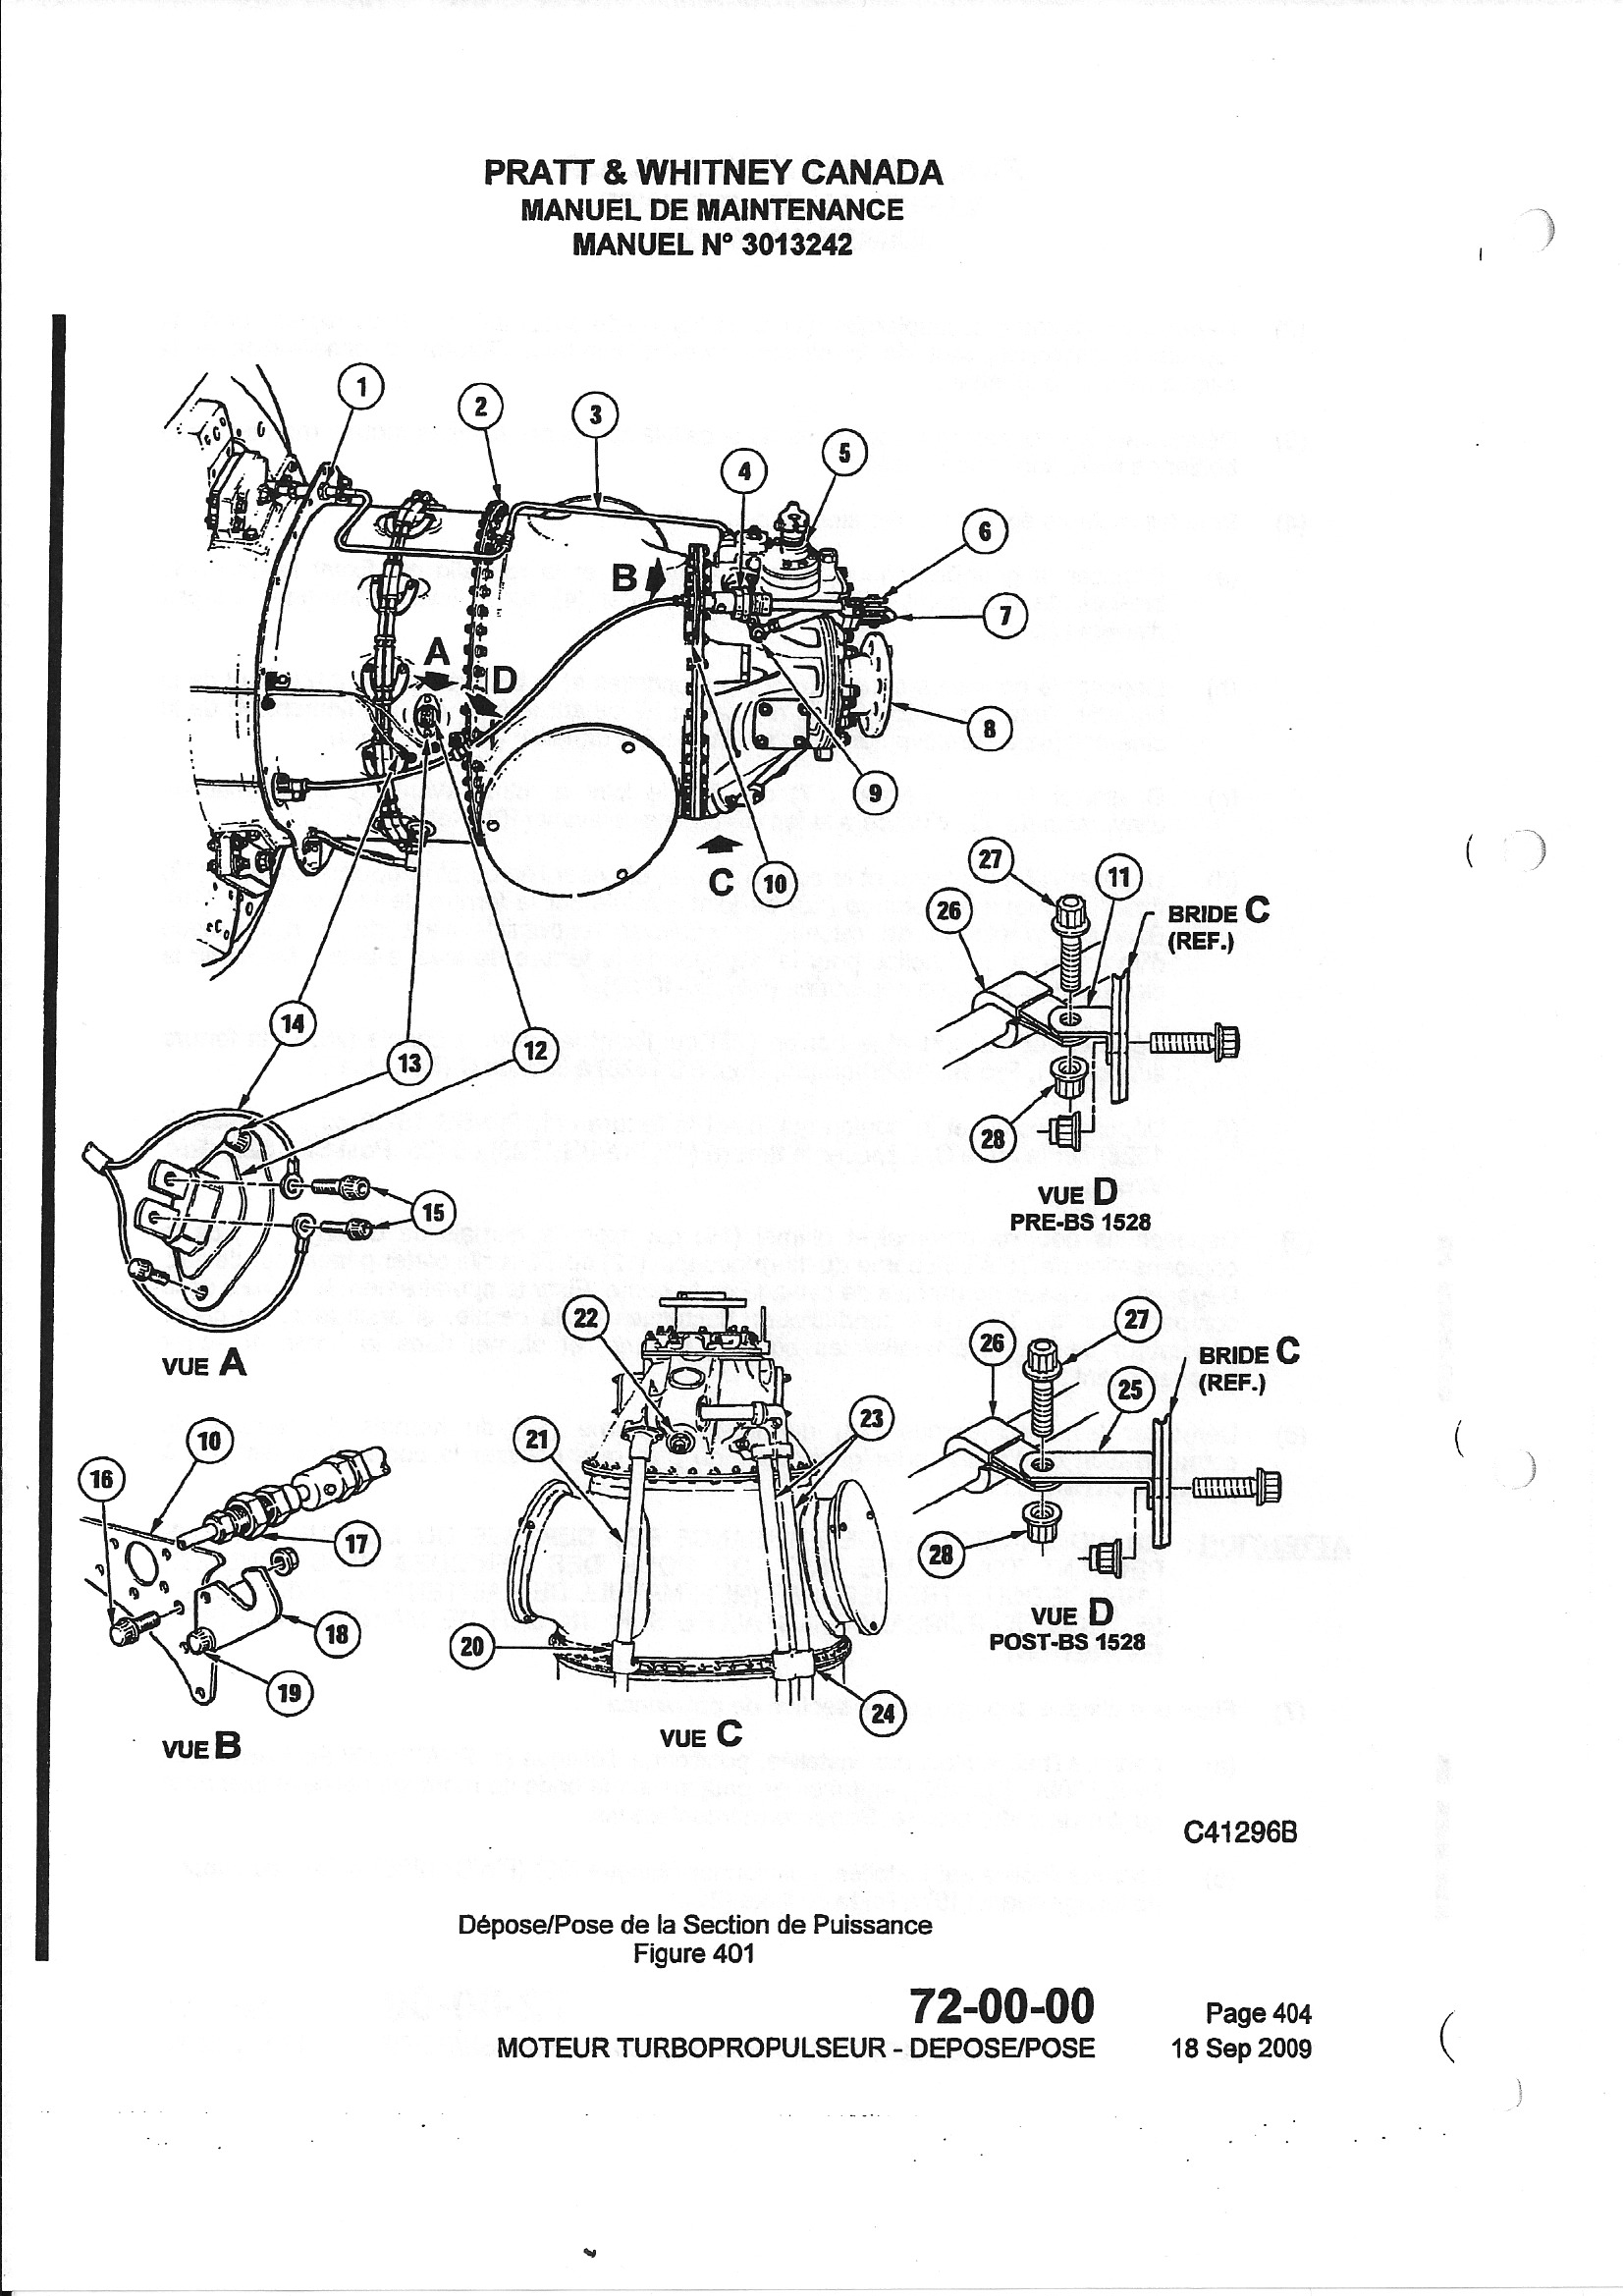 PRATT & WHITNEY CANADA
MANUEL DE MAINTENANCE
MANUEL N° 3013242
1
2
3
4
5
6
7
8
9
10
A
B
C
D
11
12
13
14
15
26
27
28
BRIDE C
(REF.)
VUE D
PRE-BS 1528
VUE A
10
16
17
18
19
VUE B
20
21
22
23
24
VUE C
25
26
27
28
BRIDE C
(REF.)
VUE D
POST-BS 1528
C41296B
Dépose/Pose de la Section de Puissance
Figure 401
72-00-00
Page 404
MOTEUR TURBOPROPULSEUR - DEPOSE/POSE
18 Sep 2009